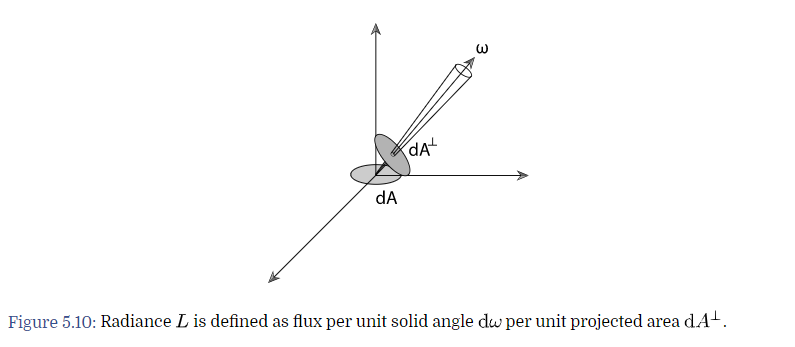 ω
dA⊥
dA
Figure 5.10: Radiance L is defined as flux per unit solid angle dω per unit projected area dA⊥.